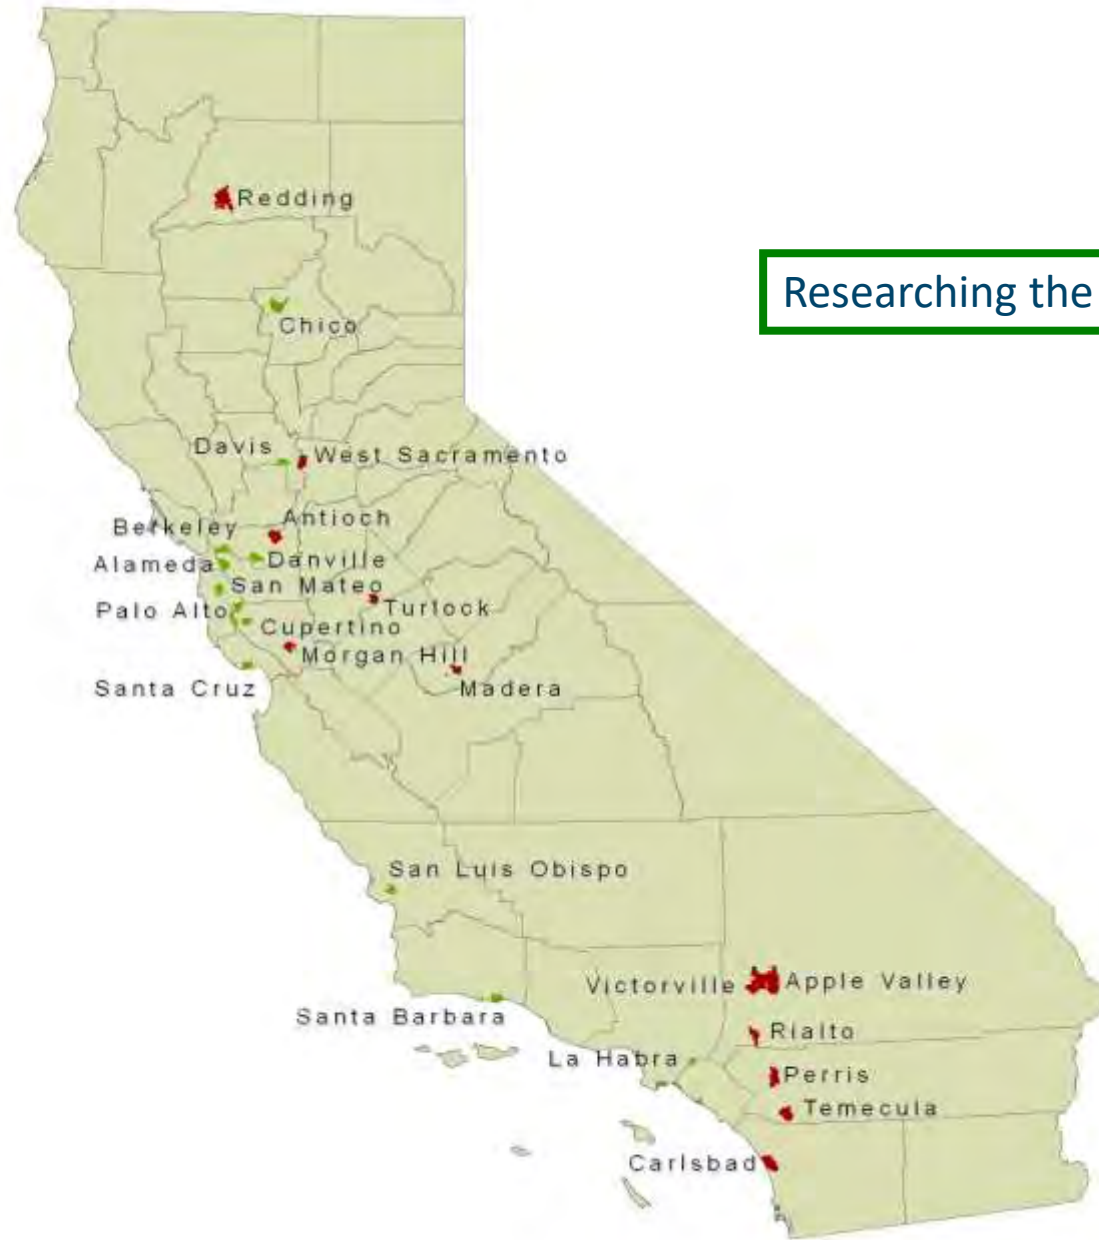 Redding
Researching the
Chico
Davis
West Sacramento
Antioch
Berkeley
Danville
Alameda
San Mateo
Palo Alto
Turlock
Cupertino
Morgan Hill
Santa Cruz
Madera
San Luis Obispo
Victorville
Apple Valley
Santa Barbara
Rialto
La Habra
Perris
Temecula
Carlsbad